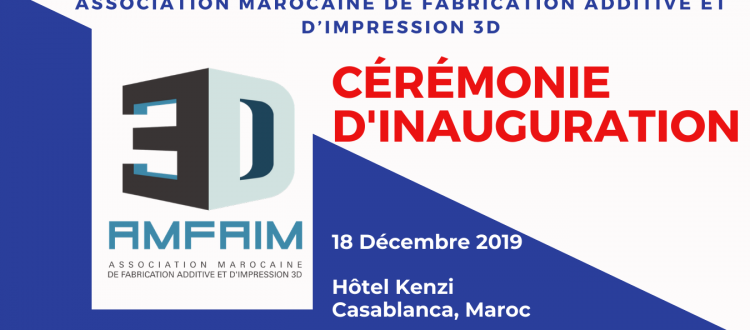 ASSOCIATION MAROCAINE DE FABRICATION ADDITIVE ET
D'IMPRESSION 3D
CÉRÉMONIE
D'INAUGURATION
3D
AMFAIM
ASSOCIATION MAROCAINE
DE FABRICATION ADDITIVE ET D'IMPRESSION 3D
18 Décembre 2019
Hôtel Kenzi
Casablanca, Maroc